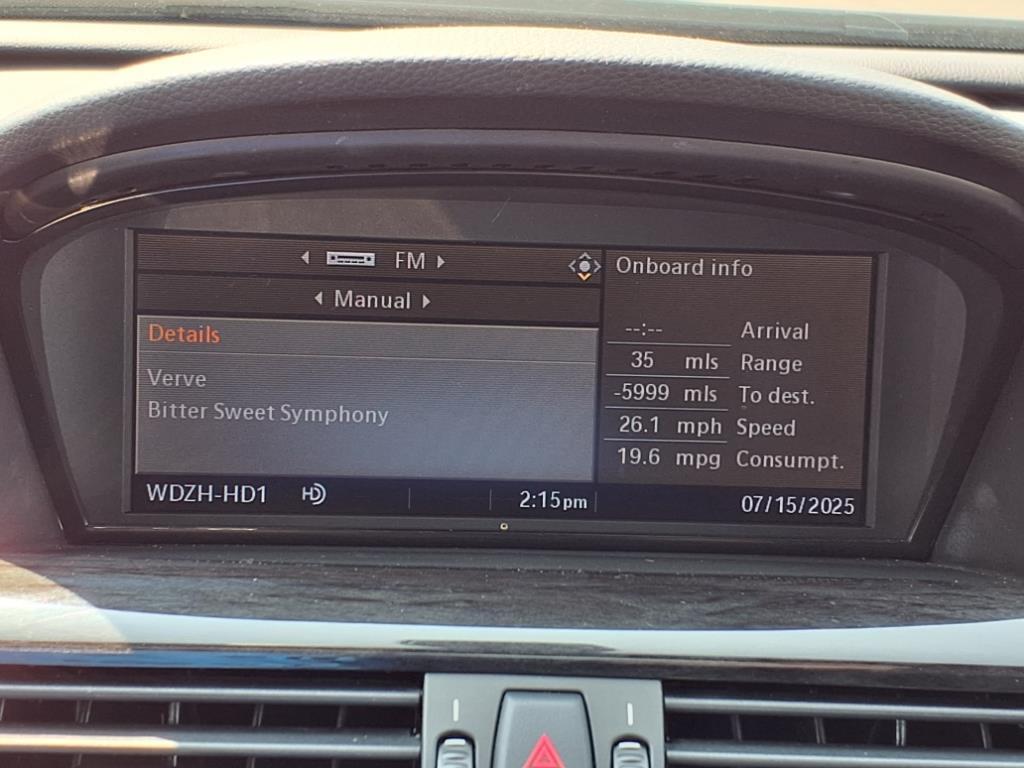 FM
Manual
Details
Verve
Bitter Sweet Symphony
WDZH-HD1 HD 2:15pm
Onboard info
--:-- Arrival
35 mls Range
-5999 mls To dest.
26.1 mph Speed
19.6 mpg Consumpt.
07/15/2025